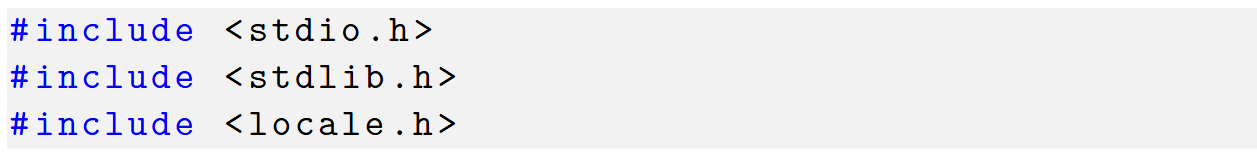 #include <stdio.h>
#include <stdlib.h>
#include <locale.h>